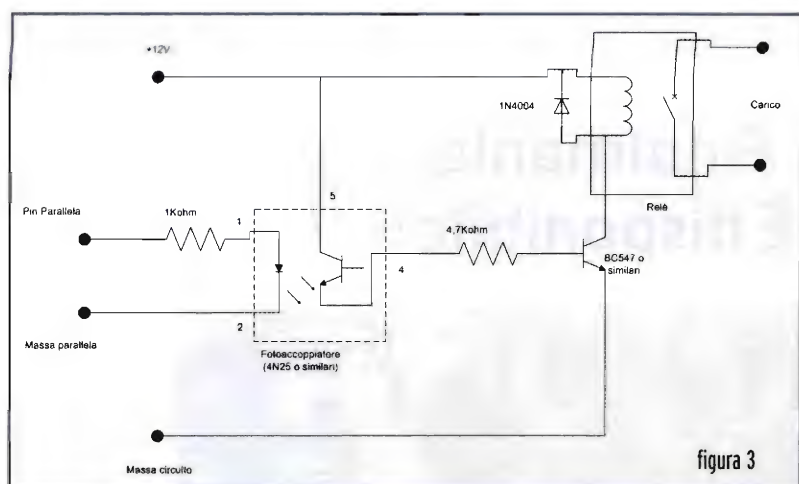 +12V
1N4004
Carico
Relè
5
Pin Parallela
1Kohm
1
4,7Kohm
4
BC547 o
similari
2
Massa parallela
Fotoaccoppiatore
(4N25 o similari)
Massa circuito
figura 3